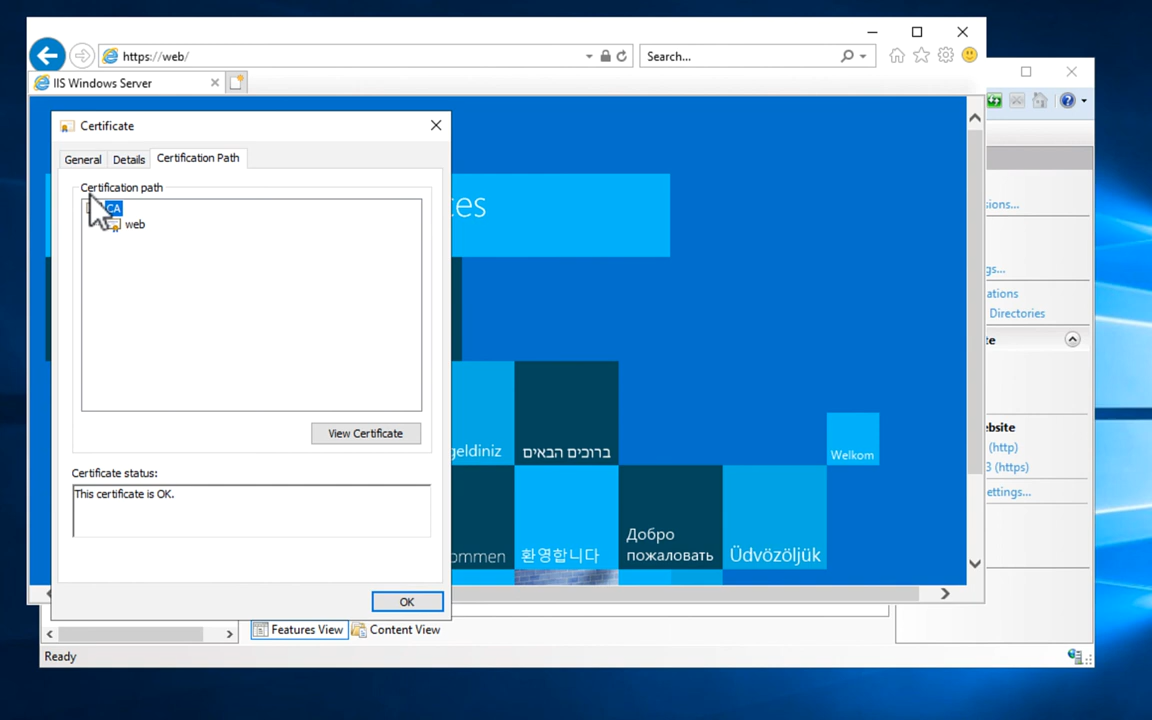 https://web/
Search...
IIS Windows Server
Certificate
General
Details
Certification Path
Certification path
CA
web
View Certificate
Certificate status:
This certificate is OK.
OK
geldiniz
ברוכים הבאים
Welkom
ommen
환영합니다
Добро
пожаловать
Üdvözöljük
ions...
gs...
ations
Directories
te
ebsite
(http)
3 (https)
ettings...
Features View
Content View
Ready